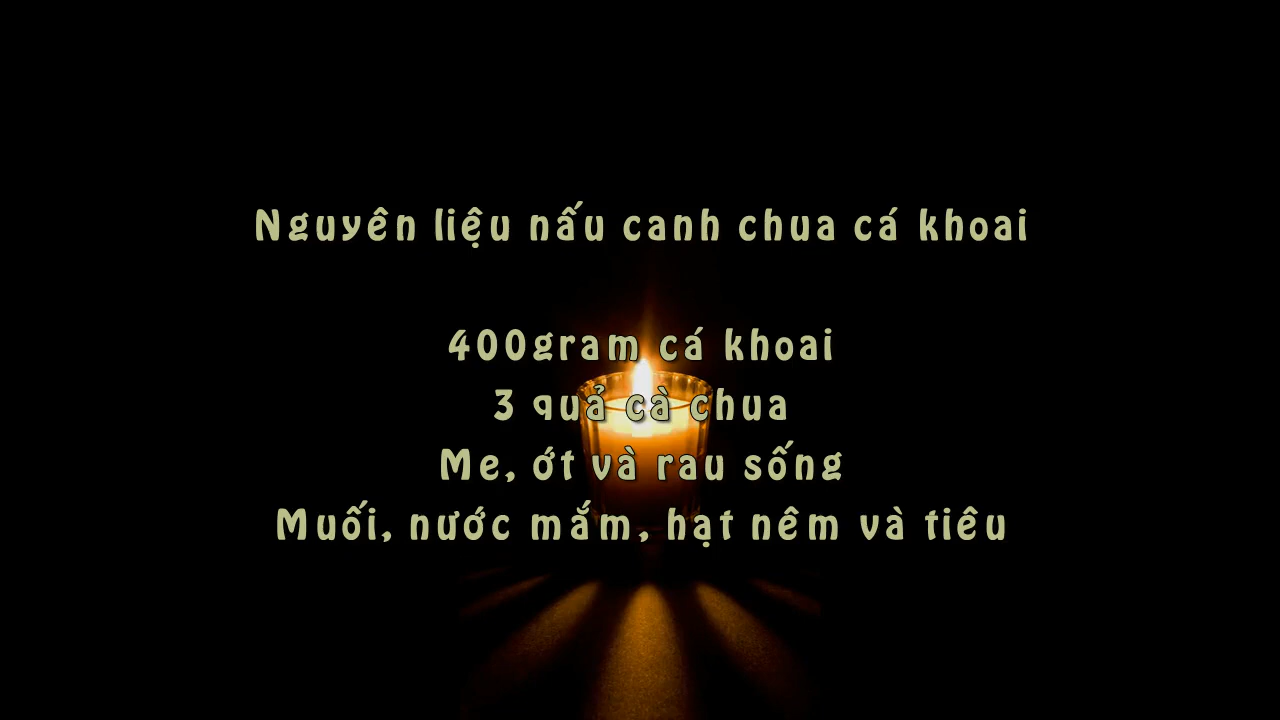 Nguyên liệu nấu canh chua cá khoai
400gram cá khoai
3 quả cà chua
Me, ớt và rau sống
Muối, nước mắm, hạt nêm và tiêu